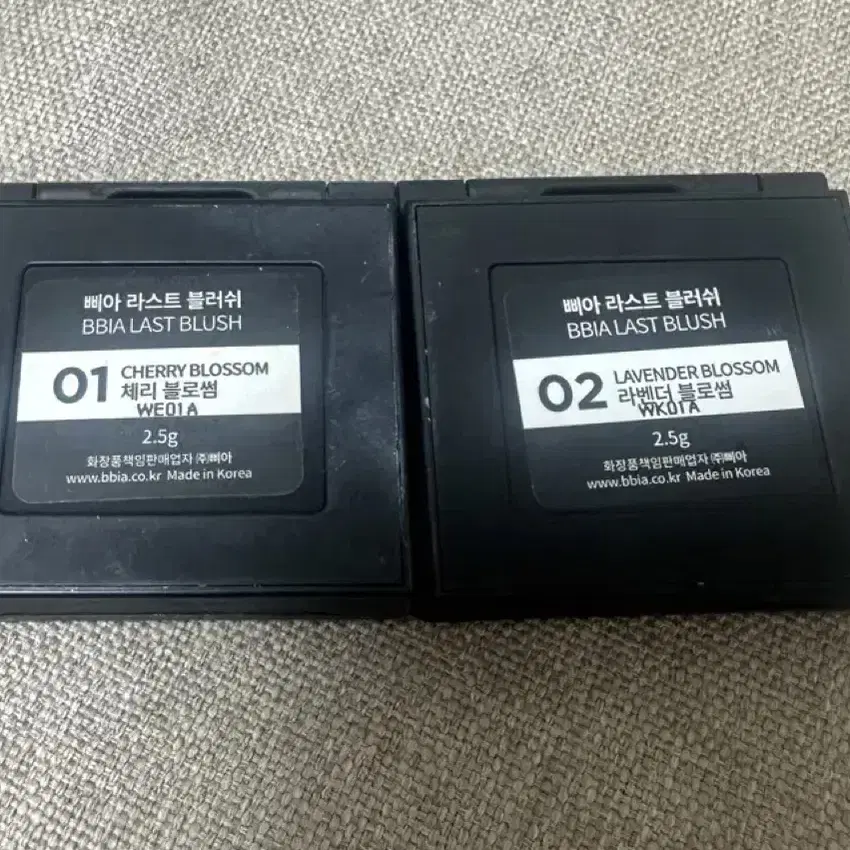 삐아 라스트 블러쉬
BBIA LAST BLUSH
01 CHERRY BLOSSOM
체리 블로썸
WE01A
2.5g
화장품책임판매업자 ㈜삐아
www.bbia.co.kr Made in Korea
삐아 라스트 블러쉬
BBIA LAST BLUSH
02 LAVENDER BLOSSOM
라벤더 블로썸
WK01A
2.5g
화장품책임판매업자 ㈜삐아
www.bbia.co.kr Made in Korea